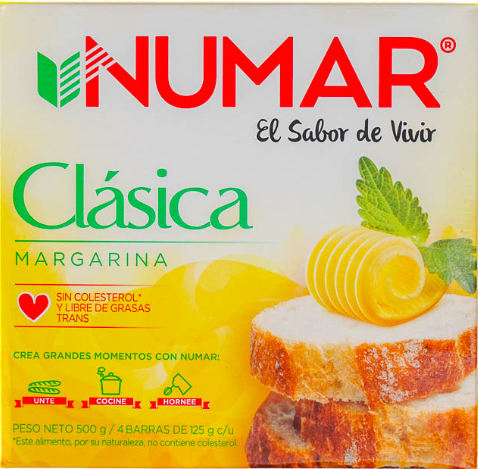 NUMAR®
El Sabor de Vivir
Clásica
MARGARINA
SIN COLESTEROL*
Y LIBRE DE GRASAS
TRANS
CREA GRANDES MOMENTOS CON NUMAR:
UNTE COCINE HORNEE
PESO NETO 500 g / 4 BARRAS DE 125 g c/u
*Este alimento, por su naturaleza, no contiene colesterol.